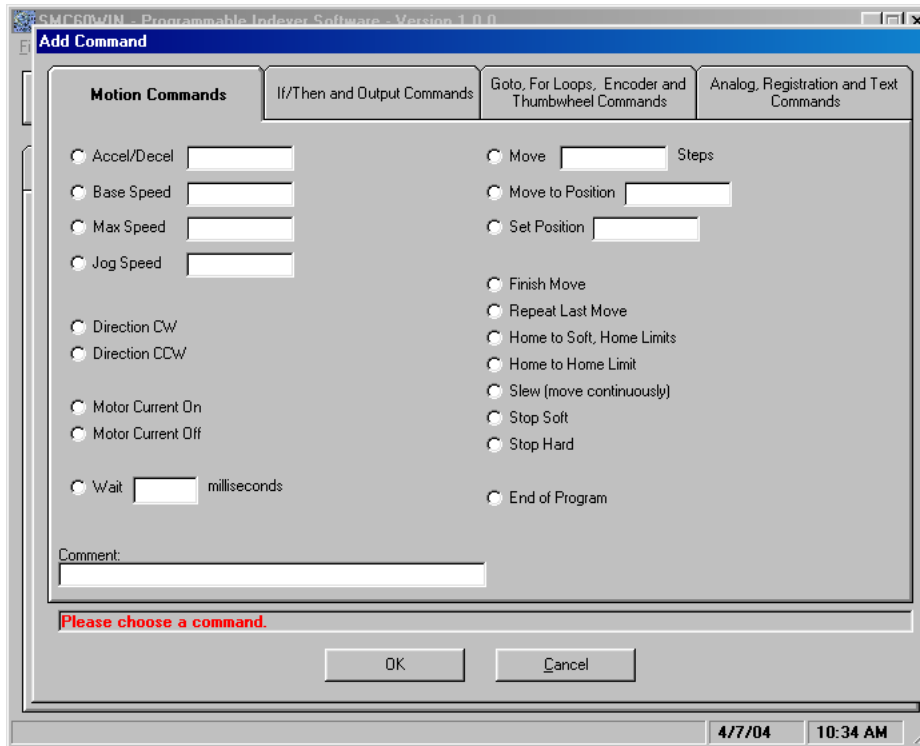 SMC60WIN - Programmable Indexer Software - Version 1.0.0
Add Command
Motion Commands
If/Then and Output Commands
Goto, For Loops, Encoder and
Thumbwheel Commands
Analog, Registration and Text
Commands
Accel/Decel
Base Speed
Max Speed
Jog Speed
Direction CW
Direction CCW
Motor Current On
Motor Current Off
Wait milliseconds
Move Steps
Move to Position
Set Position
Finish Move
Repeat Last Move
Home to Soft, Home Limits
Home to Home Limit
Slew (move continuously)
Stop Soft
Stop Hard
End of Program
Comment:
Please choose a command.
OK
Cancel
4/7/04
10:34 AM